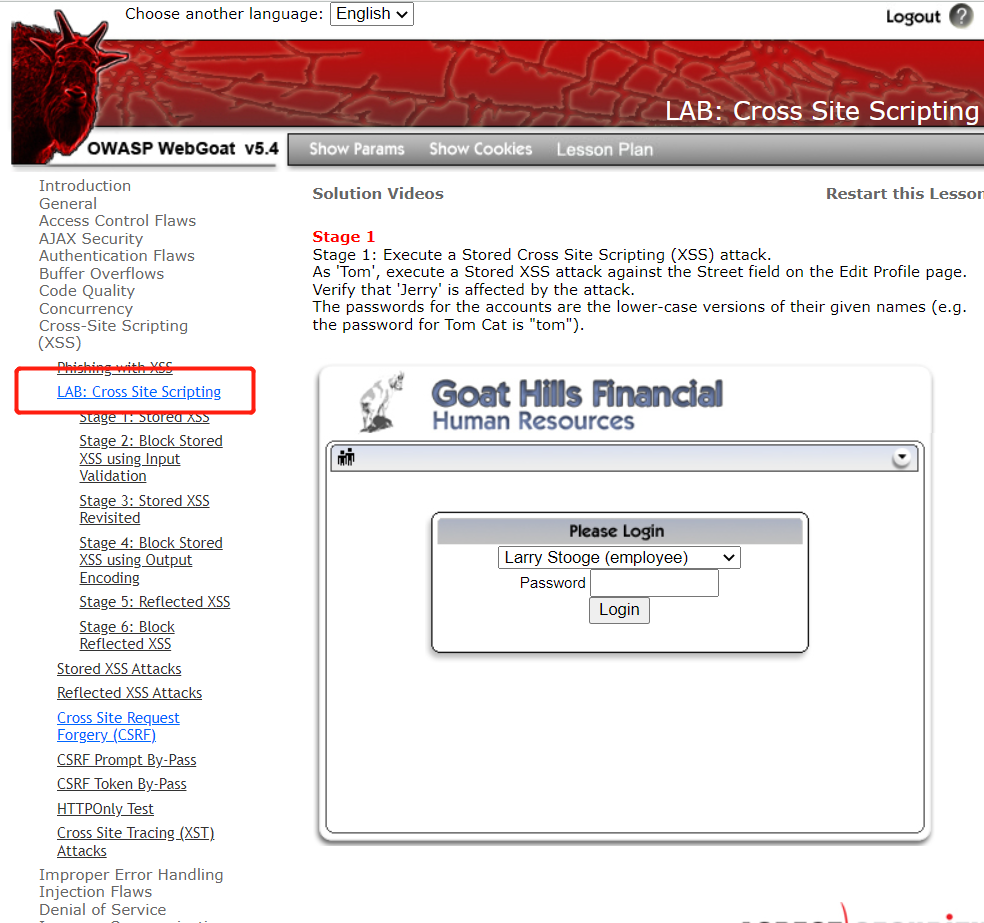 Choose another language: English
Logout ?
LAB: Cross Site Scripting
OWASP WebGoat v5.4
Show Params Show Cookies Lesson Plan
Introduction
General
Access Control Flaws
AJAX Security
Authentication Flaws
Buffer Overflows
Code Quality
Concurrency
Cross-Site Scripting
(XSS)
Phishing with XSS
LAB: Cross Site Scripting
Stage 1: Stored XSS
Stage 2: Block Stored
XSS using Input
Validation
Stage 3: Stored XSS
Revisited
Stage 4: Block Stored
XSS using Output
Encoding
Stage 5: Reflected XSS
Stage 6: Block
Reflected XSS
Stored XSS Attacks
Reflected XSS Attacks
Cross Site Request
Forgery (CSRF)
CSRF Prompt By-Pass
CSRF Token By-Pass
HTTPOnly Test
Cross Site Tracing (XST)
Attacks
Improper Error Handling
Injection Flaws
Denial of Service
Solution Videos
Restart this Lesson
Stage 1
Stage 1: Execute a Stored Cross Site Scripting (XSS) attack.
As 'Tom', execute a Stored XSS attack against the Street field on the Edit Profile page.
Verify that 'Jerry' is affected by the attack.
The passwords for the accounts are the lower-case versions of their given names (e.g.
the password for Tom Cat is "tom").
Goat Hills Financial
Human Resources
Please Login
Larry Stooge (employee)
Password
Login